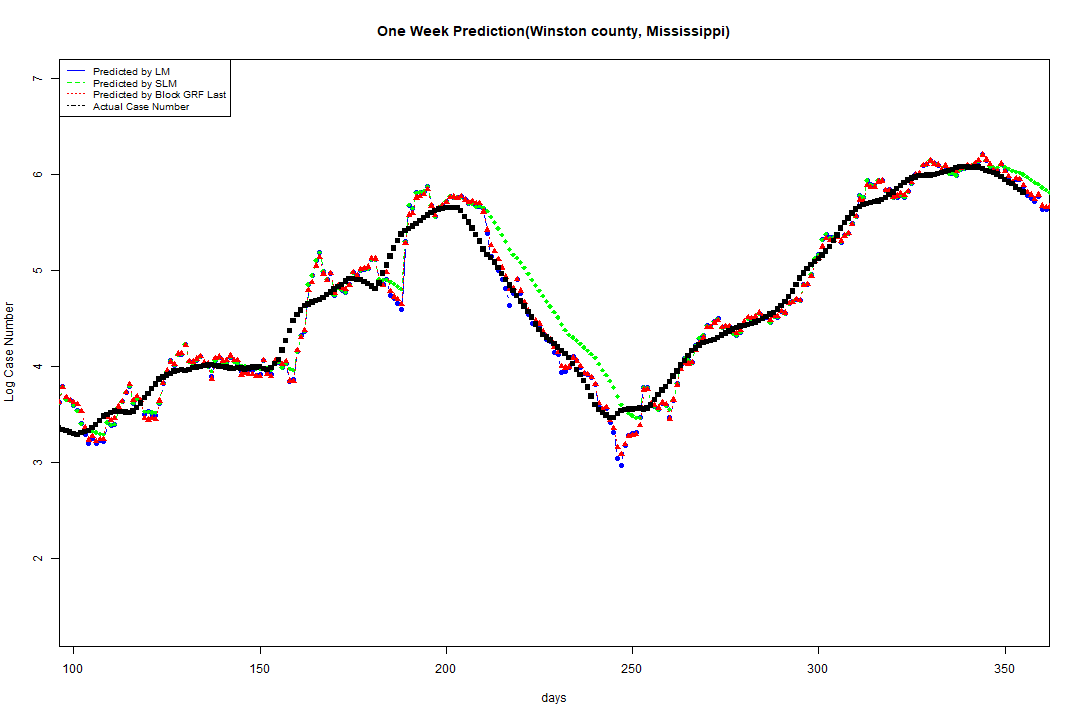 One Week Prediction(Winston county, Mississippi)
Predicted by LM
Predicted by SLM
Predicted by Block GRF Last
Actual Case Number
7
6
5
4
3
2
Log Case Number
100 150 200 250 300 350
days